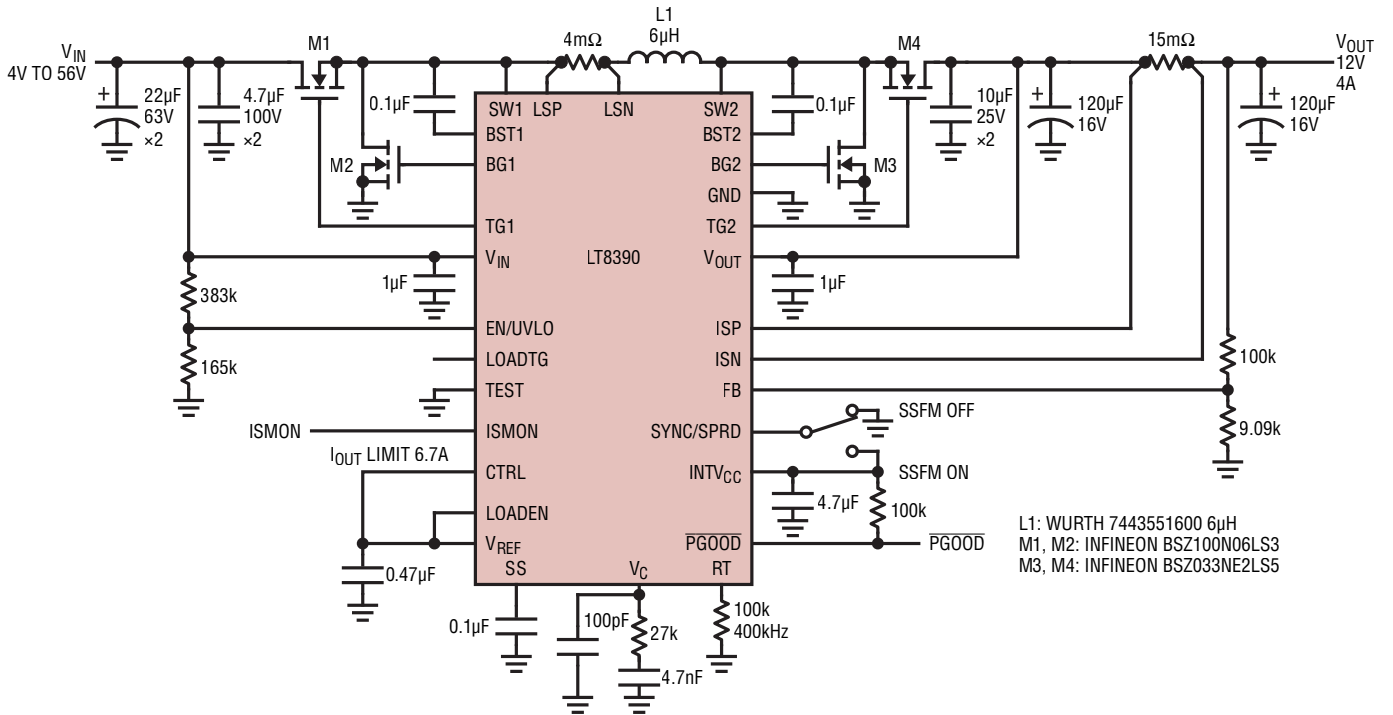 L1
6µH
V_IN
4V TO 56V
M1
4mΩ
M4
15mΩ
V_OUT
12V
4A
+
22µF
63V
×2
4.7µF
100V
×2
0.1µF
SW1
LSP
LSN
SW2
0.1µF
10µF
25V
×2
+
120µF
16V
+
120µF
16V
BST1
BST2
M2
BG1
BG2
M3
GND
TG1
TG2
V_IN
LT8390
V_OUT
1µF
1µF
383k
EN/UVLO
ISP
LOADTG
ISN
100k
165k
TEST
FB
SSFM OFF
ISMON
ISMON
SYNC/SPRD
9.09k
I_OUT LIMIT 6.7A
CTRL
INTV_CC
SSFM ON
4.7µF
100k
LOADEN
V_REF
PGOOD
PGOOD
0.47µF
SS
V_C
RT
L1: WURTH 7443551600 6µH
M1, M2: INFINEON BSZ100N06LS3
M3, M4: INFINEON BSZ033NE2LS5
0.1µF
100pF
27k
100k
400kHz
4.7nF